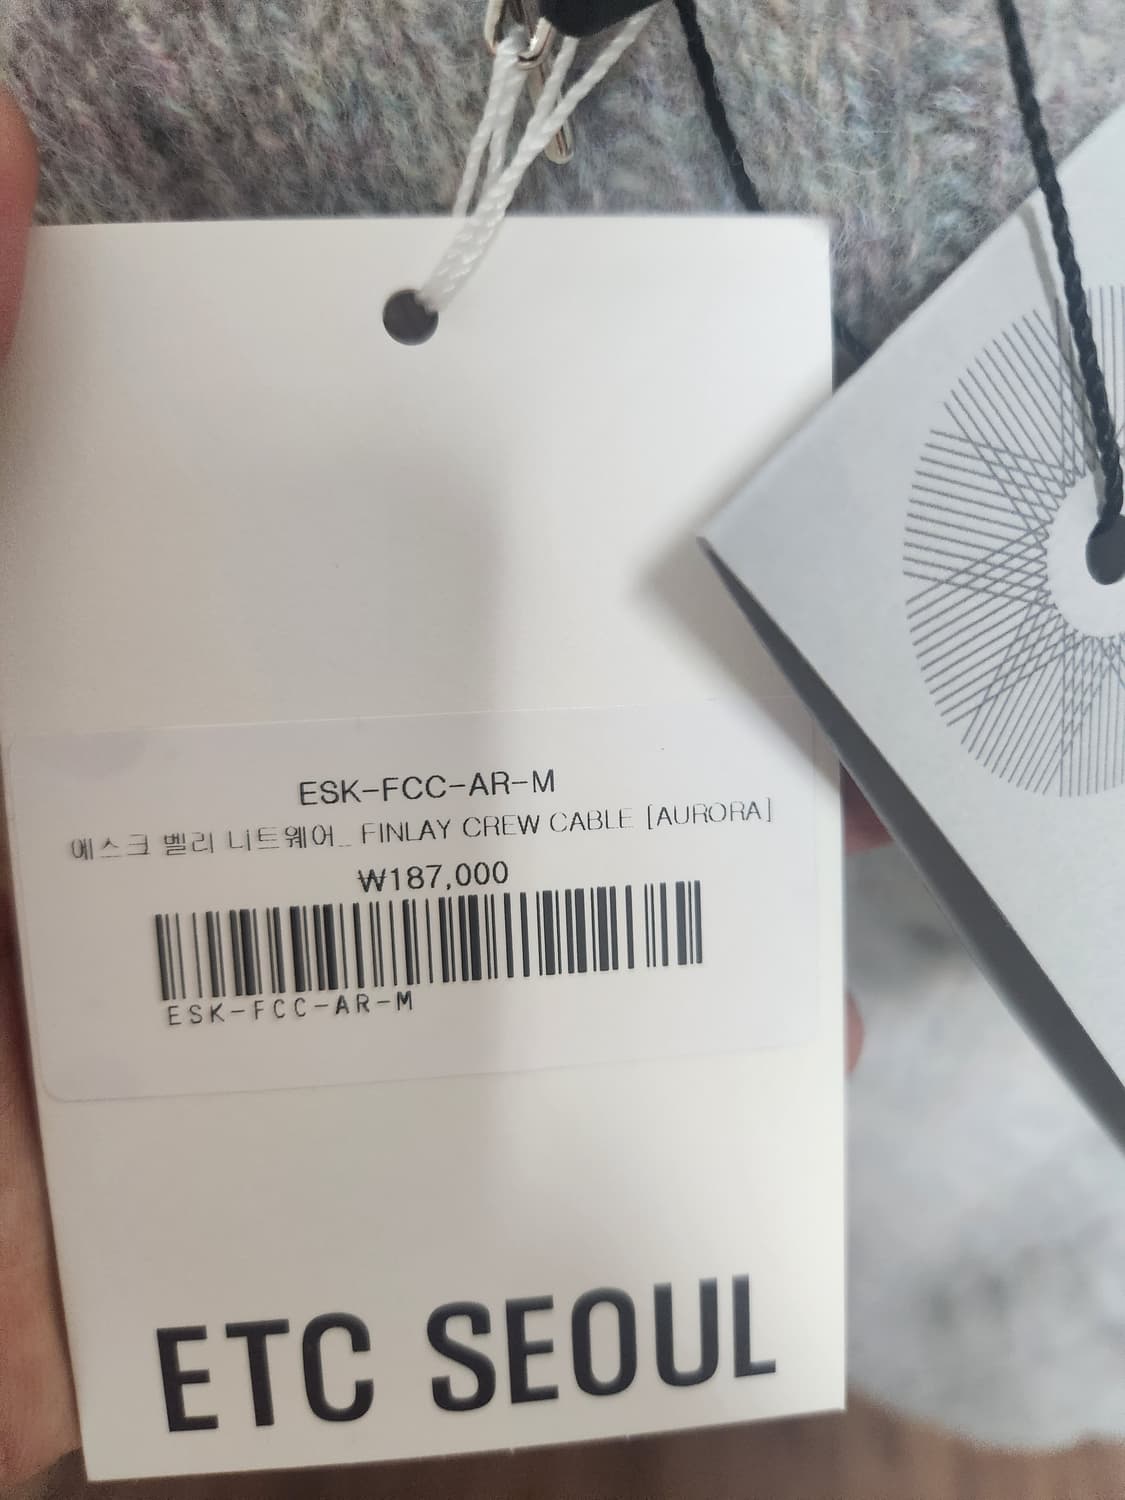 ESK-FCC-AR-M
에스크 벨리 니트웨어_ FINLAY CREW CABLE [AURORA]
₩187,000
ESK-FCC-AR-M
ETC SEOUL